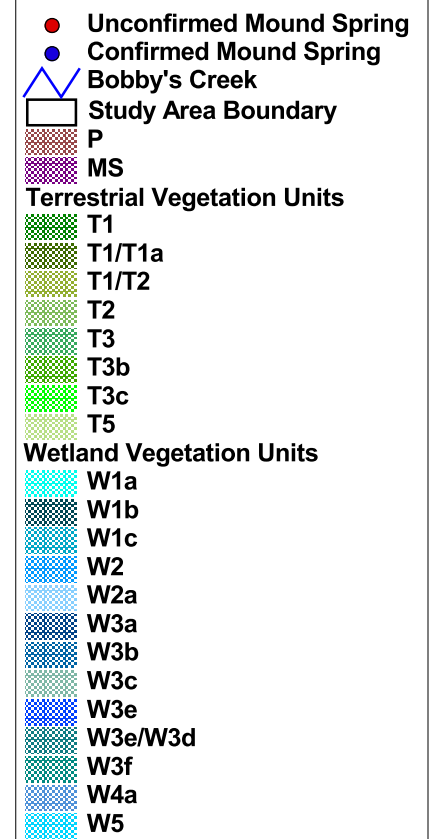 Unconfirmed Mound Spring
Confirmed Mound Spring
Bobby's Creek
Study Area Boundary
P
MS
Terrestrial Vegetation Units
T1
T1/T1a
T1/T2
T2
T3
T3b
T3c
T5
Wetland Vegetation Units
W1a
W1b
W1c
W2
W2a
W3a
W3b
W3c
W3e
W3e/W3d
W3f
W4a
W5